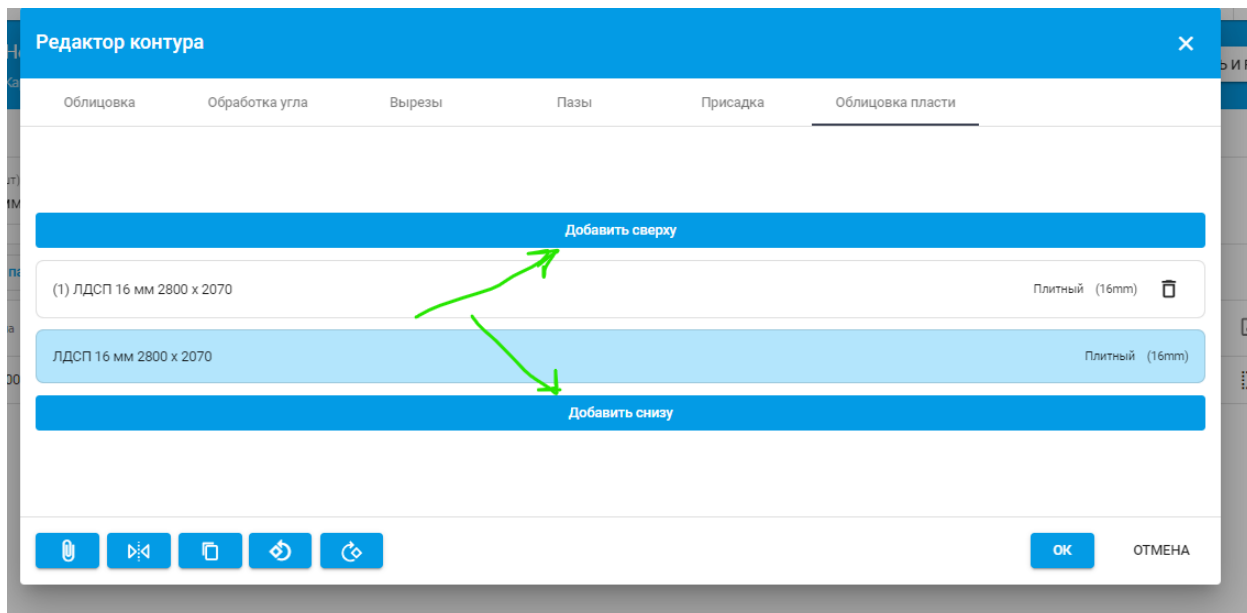 Редактор контура
Облицовка Обработка угла Вырезы Пазы Присадка Облицовка пласти
Добавить сверху
(1) ЛДСП 16 мм 2800 x 2070 Плитный (16mm)
ЛДСП 16 мм 2800 x 2070 Плитный (16mm)
Добавить снизу
ОК ОТМЕНА